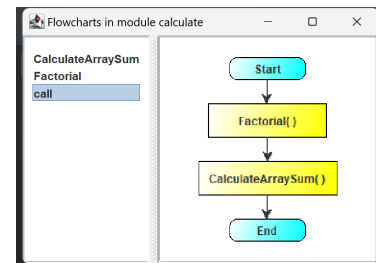 Flowcharts in module calculate
CalculateArraySum
Factorial
call
Start
Factorial( )
CalculateArraySum( )
End